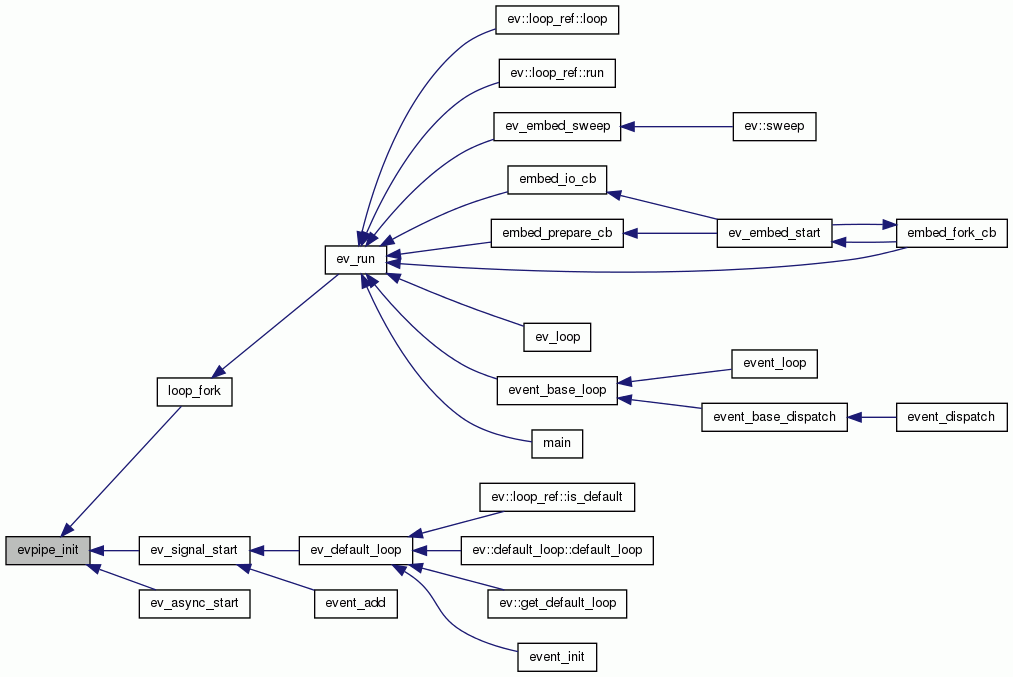 ev::loop_ref::loop
ev::loop_ref::run
ev_embed_sweep
ev::sweep
embed_io_cb
embed_prepare_cb
ev_embed_start
embed_fork_cb
ev_run
ev_loop
event_loop
loop_fork
event_base_loop
event_base_dispatch
event_dispatch
main
ev::loop_ref::is_default
evpipe_init
ev_signal_start
ev_default_loop
ev::default_loop::default_loop
ev_async_start
event_add
ev::get_default_loop
event_init